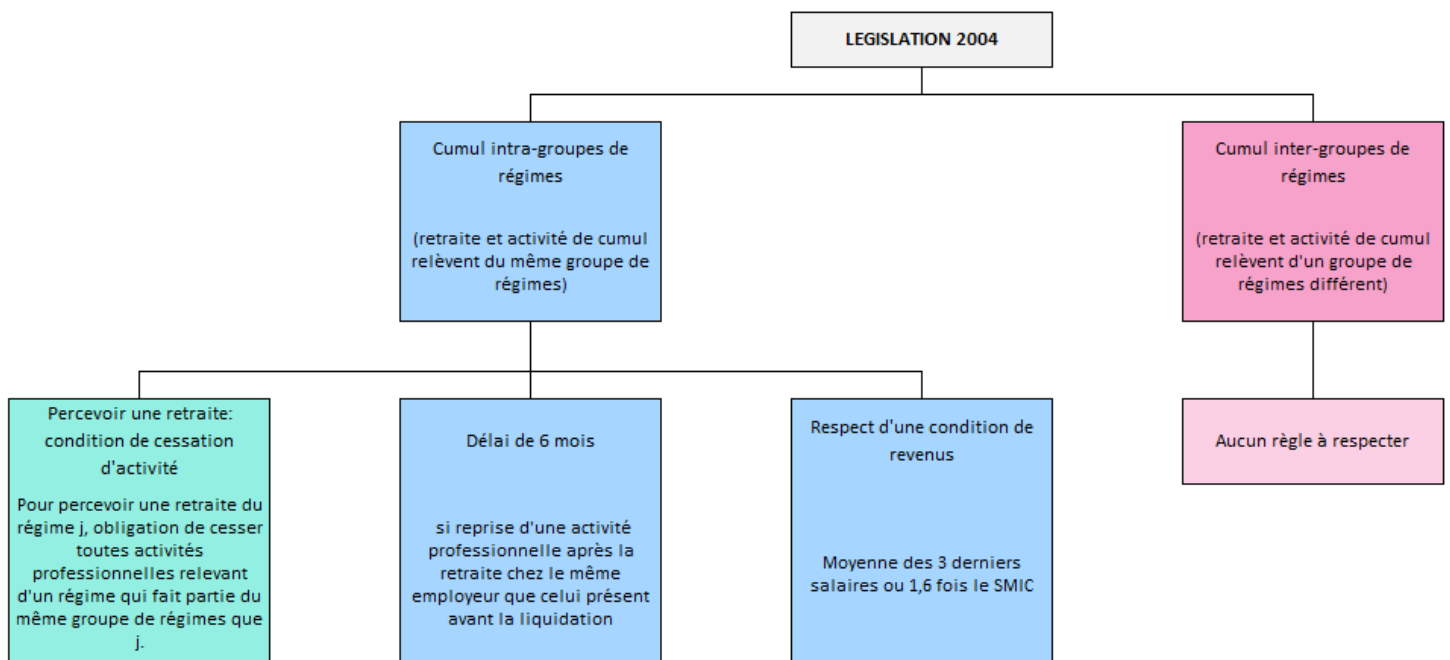 LEGISLATION 2004
Cumul intra-groupes de
régimes
(retraite et activité de cumul
relèvent du même groupe de
régimes)
Cumul inter-groupes de
régimes
(retraite et activité de cumul
relèvent d'un groupe de
régimes différent)
Percevoir une retraite:
condition de cessation
d'activité
Pour percevoir une retraite du
régime j, obligation de cesser
toutes activités
professionnelles relevant
d'un régime qui fait partie du
même groupe de régimes que
j.
Délai de 6 mois
si reprise d'une activité
professionnelle après la
retraite chez le même
employeur que celui présent
avant la liquidation
Respect d'une condition de
revenus
Moyenne des 3 derniers
salaires ou 1,6 fois le SMIC
Aucun règle à respecter